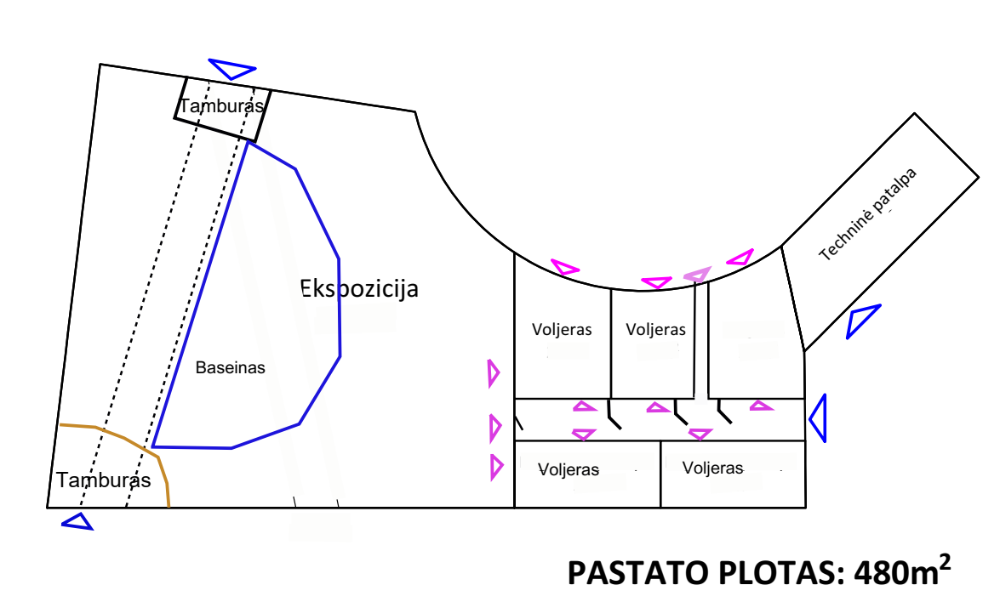 Tamburas
Techninė patalpa
Ekspozicija
Voljeras
Voljeras
Baseinas
Voljeras
Voljeras
Tamburas
PASTATO PLOTAS: 480m²